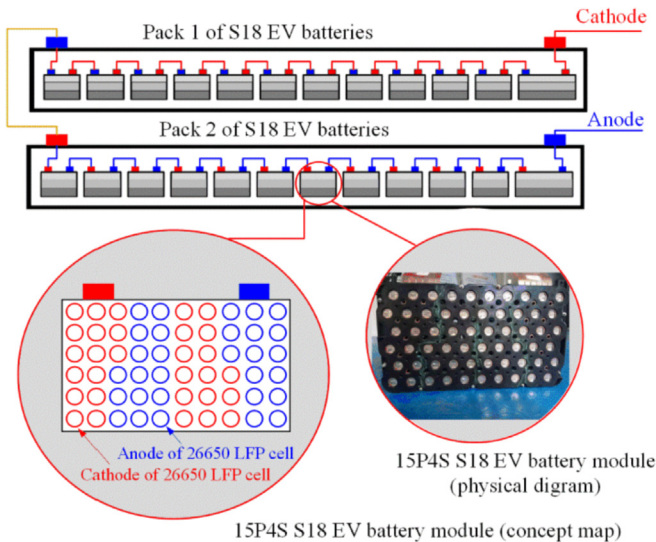 Pack 1 of S18 EV batteries
Cathode
Pack 2 of S18 EV batteries
Anode
Anode of 26650 LFP cell
Cathode of 26650 LFP cell
15P4S S18 EV battery module
(physical digram)
15P4S S18 EV battery module (concept map)